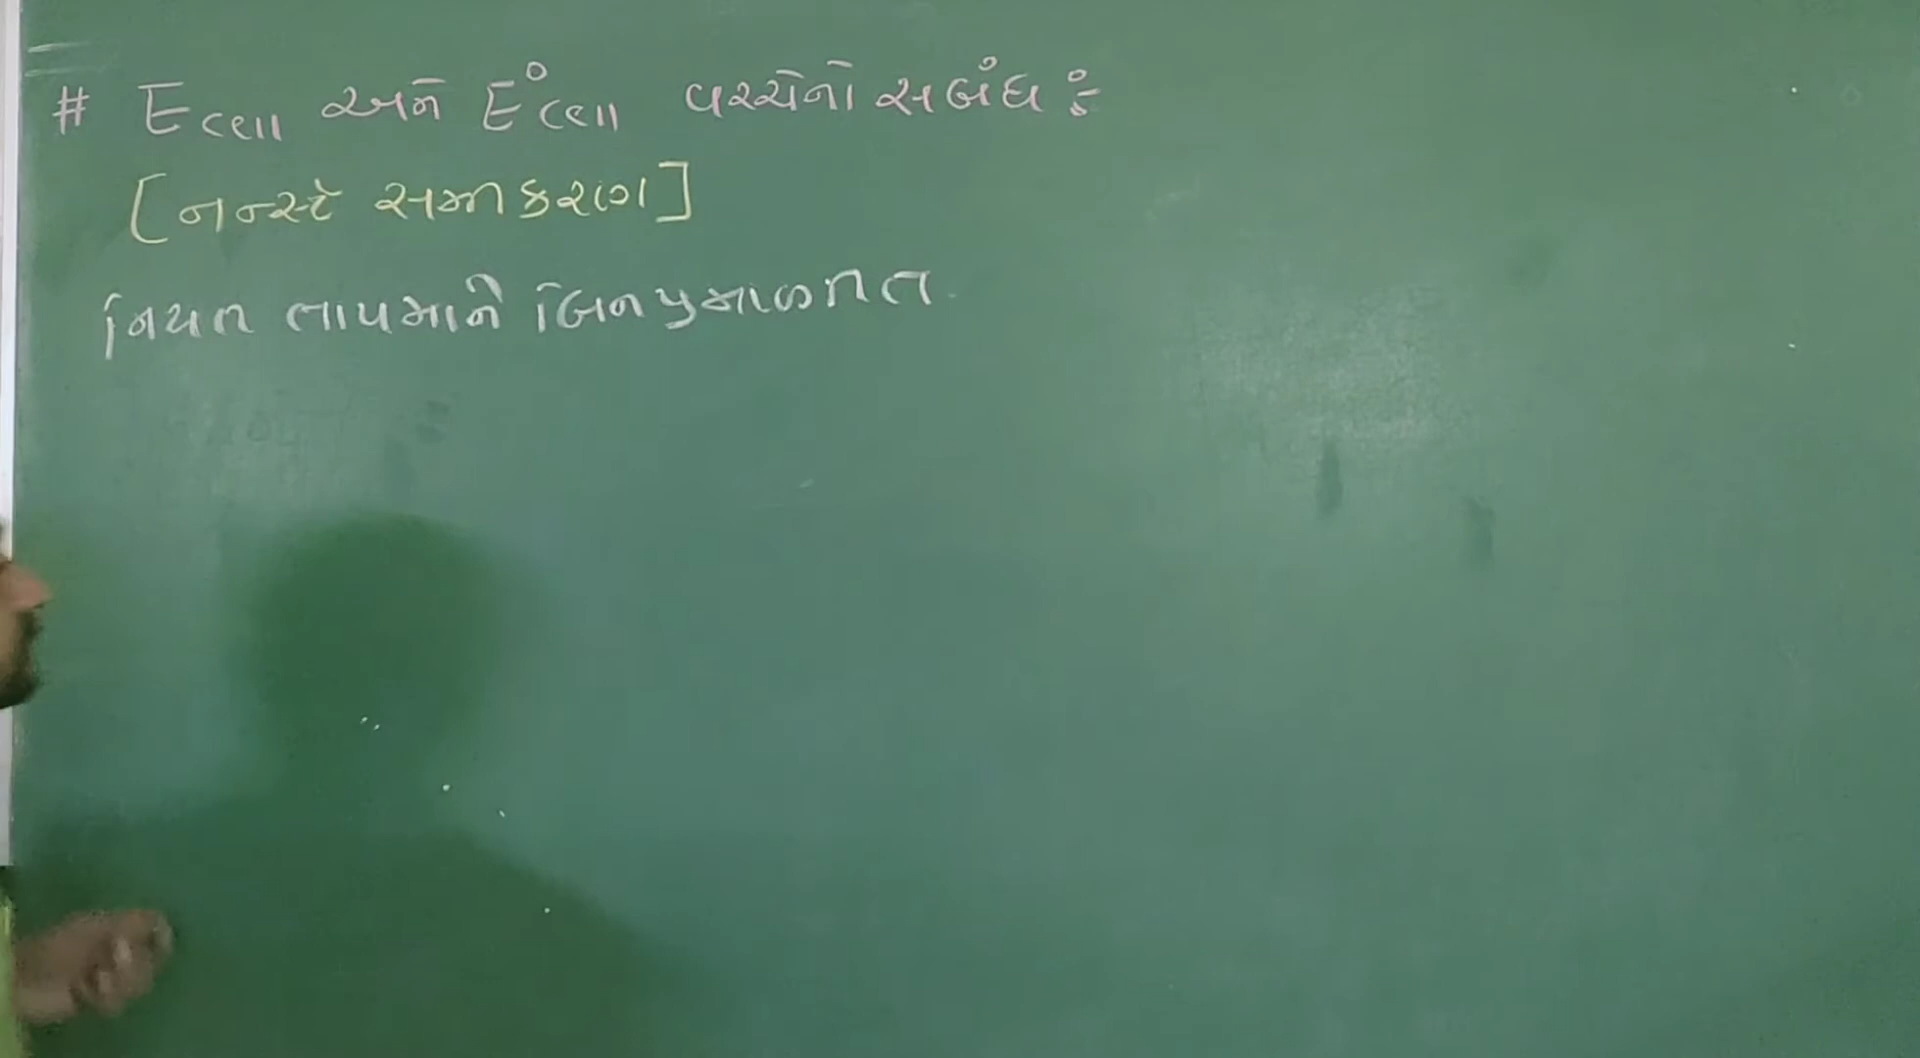 # Ecell અને E°cell વચ્ચેનો સબંધ :-
[નર્ન્સ્ટ સમીકરણ]
નિયત તાપમાને બિનપ્રમાણિત